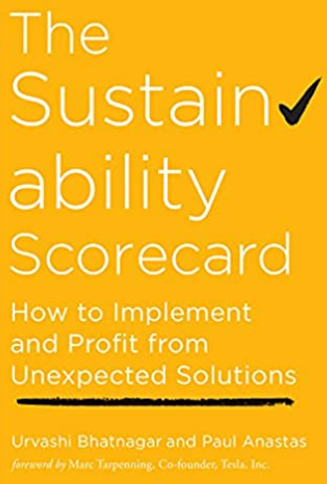 The
Sustain
ability
Scorecard
How to Implement
and Profit from
Unexpected Solutions
Urvashi Bhatnagar and Paul Anastas
foreword by Marc Tarpenning, Co-founder, Tesla, Inc.